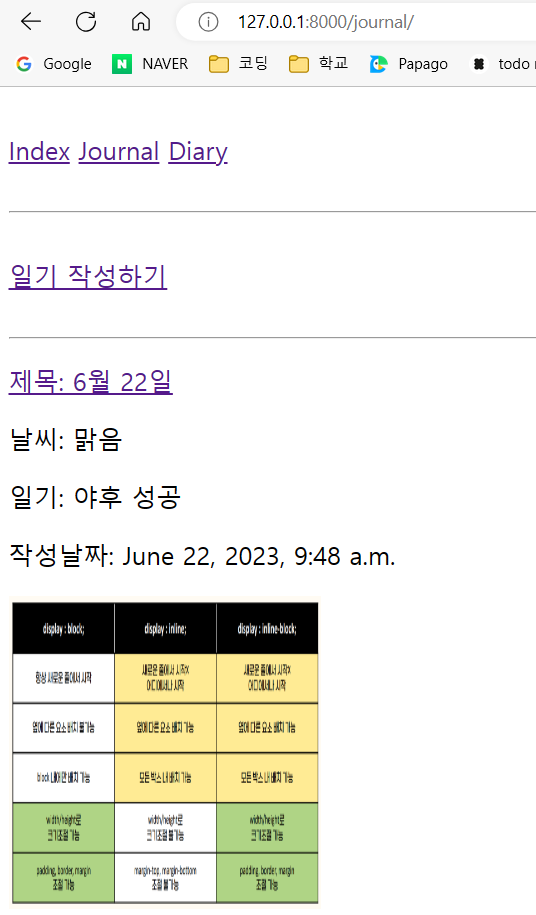 127.0.0.1:8000/journal/
Google NAVER 코딩 학교 Papago todo
Index Journal Diary
일기 작성하기
제목: 6월 22일
날씨: 맑음
일기: 야후 성공
작성날짜: June 22, 2023, 9:48 a.m.
display : block; display : inline; display : inline-block;
항상 새로운 줄에서 시작 새로운 줄에서 시작X 새로운 줄에서 시작X
어디에서나 시작 어디에서나 시작
옆에 다른 요소 배치 불가능 옆에 다른 요소 배치 가능 옆에 다른 요소 배치 가능
block 내에만 배치 가능 모든 박스 내 배치 가능 모든 박스 내 배치 가능
width/height로 width/height로 width/height로
크기조절 가능 크기조절 불가능 크기조절 가능
padding, border, margin margin-top, margin-bottom padding, border, margin
조절 가능 조절 불가능 조절 가능